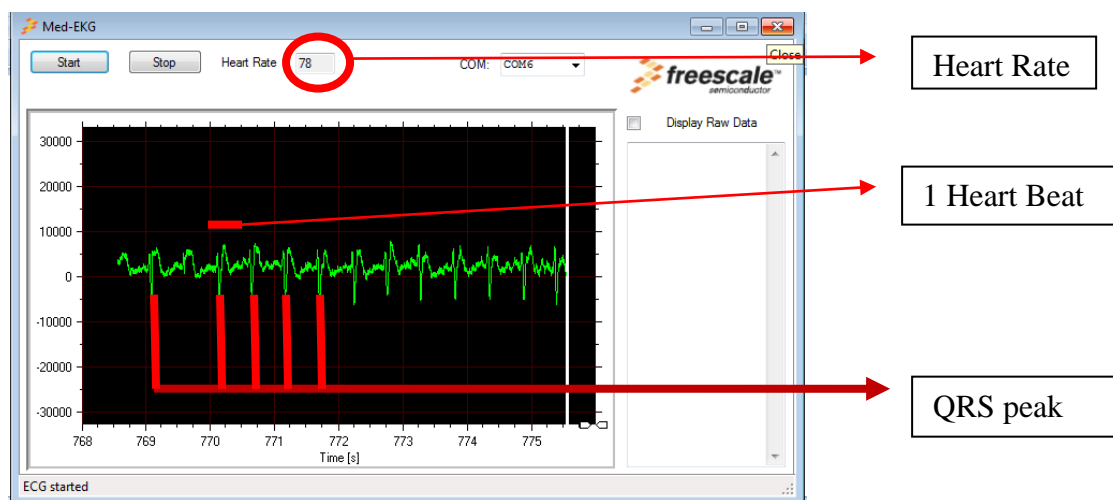 Med-EKG
Start Stop Heart Rate 78 COM: COM6 Close
freescale™
semiconductor
Display Raw Data
30000
20000
10000
0
-10000
-20000
-30000
768 769 770 771 772 773 774 775
Time [s]
ECG started
Heart Rate
1 Heart Beat
QRS peak